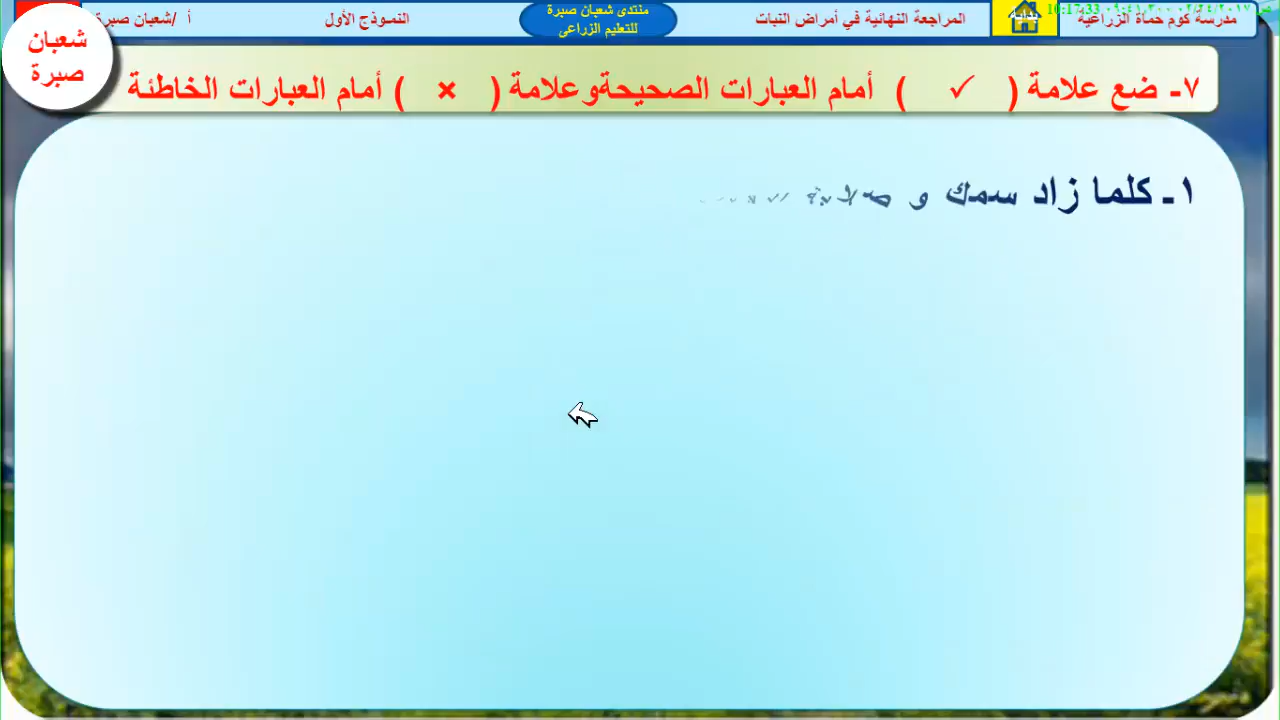 مدرسة كوم حماة الزراعية
المراجعة النهائية في أمراض النبات
منتدى شعبان صبرة
للتعليم الزراعى
النموذج الأول
أ /شعبان صبرة
شعبان
صبرة
٧- ضع علامة ( ✓ ) أمام العبارات الصحيحةوعلامة ( × ) أمام العبارات الخاطئة
١- كلما زاد سمك و صلابة